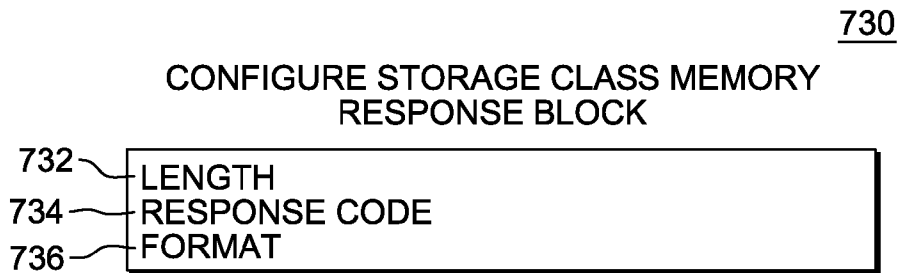 730
CONFIGURE STORAGE CLASS MEMORY
RESPONSE BLOCK
732 LENGTH
734 RESPONSE CODE
736 FORMAT